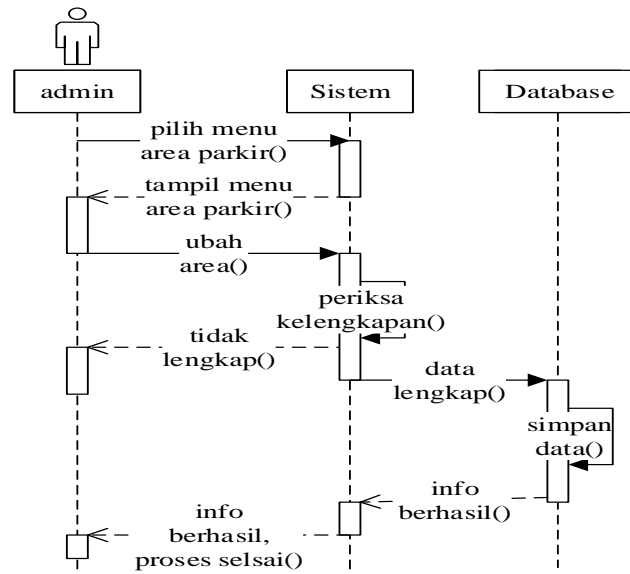 admin
Sistem
Database
pilih menu
area parkir()
tampil menu
area parkir()
ubah
area()
periksa
kelengkapan()
tidak
lengkap()
data
lengkap()
simpan
data()
info
berhasil()
info
berhasil,
proses selsai()